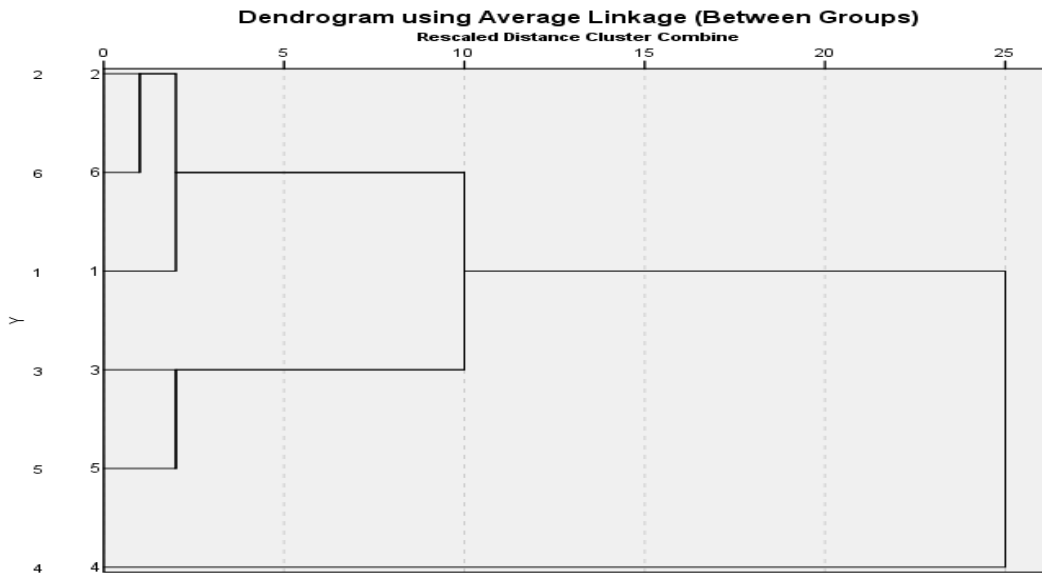 Dendrogram using Average Linkage (Between Groups)
Rescaled Distance Cluster Combine
0 5 10 15 20 25
2 2
6 6
1 1
Y
3 3
5 5
4 4